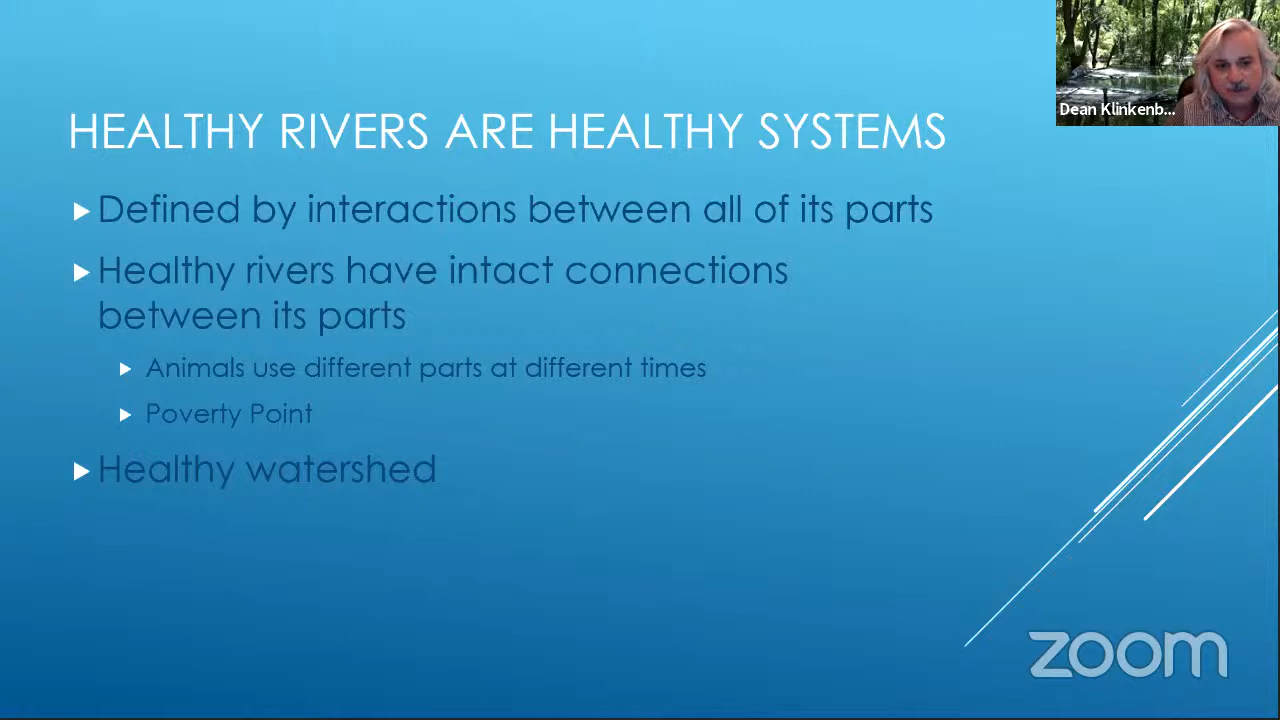 HEALTHY RIVERS ARE HEALTHY SYSTEMS
Defined by interactions between all of its parts
Healthy rivers have intact connections
between its parts
Animals use different parts at different times
Poverty Point
Healthy watershed
Dean Klinkenb...
zoom